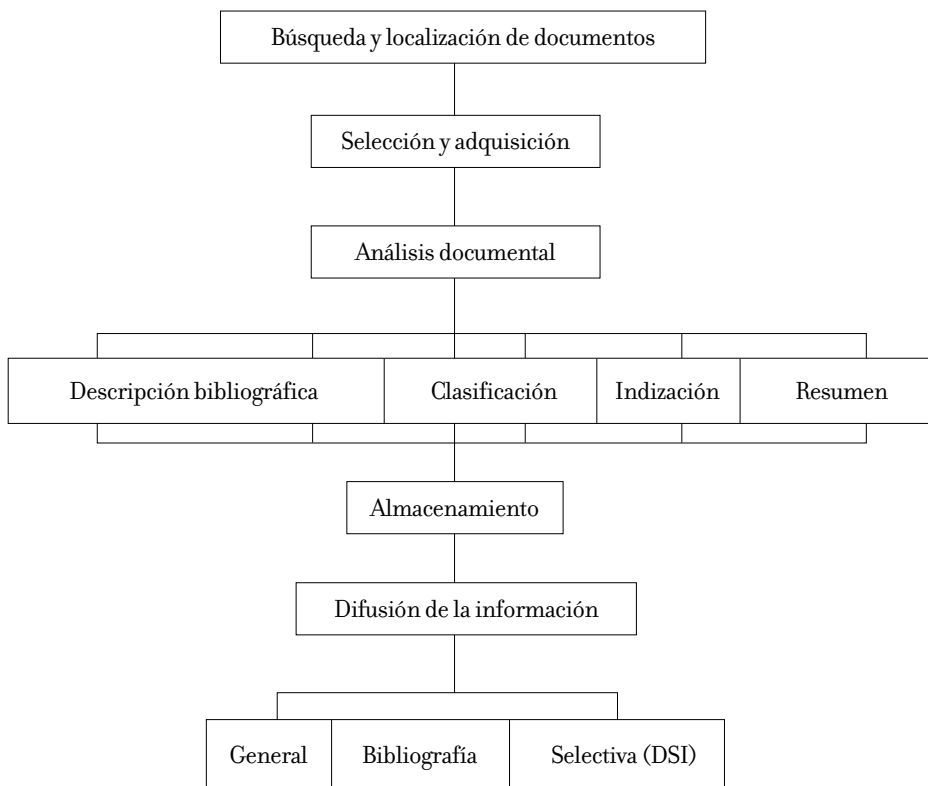 Búsqueda y localización de documentos
Selección y adquisición
Análisis documental
Descripción bibliográfica
Clasificación
Indización
Resumen
Almacenamiento
Difusión de la información
General
Bibliografía
Selectiva (DSI)